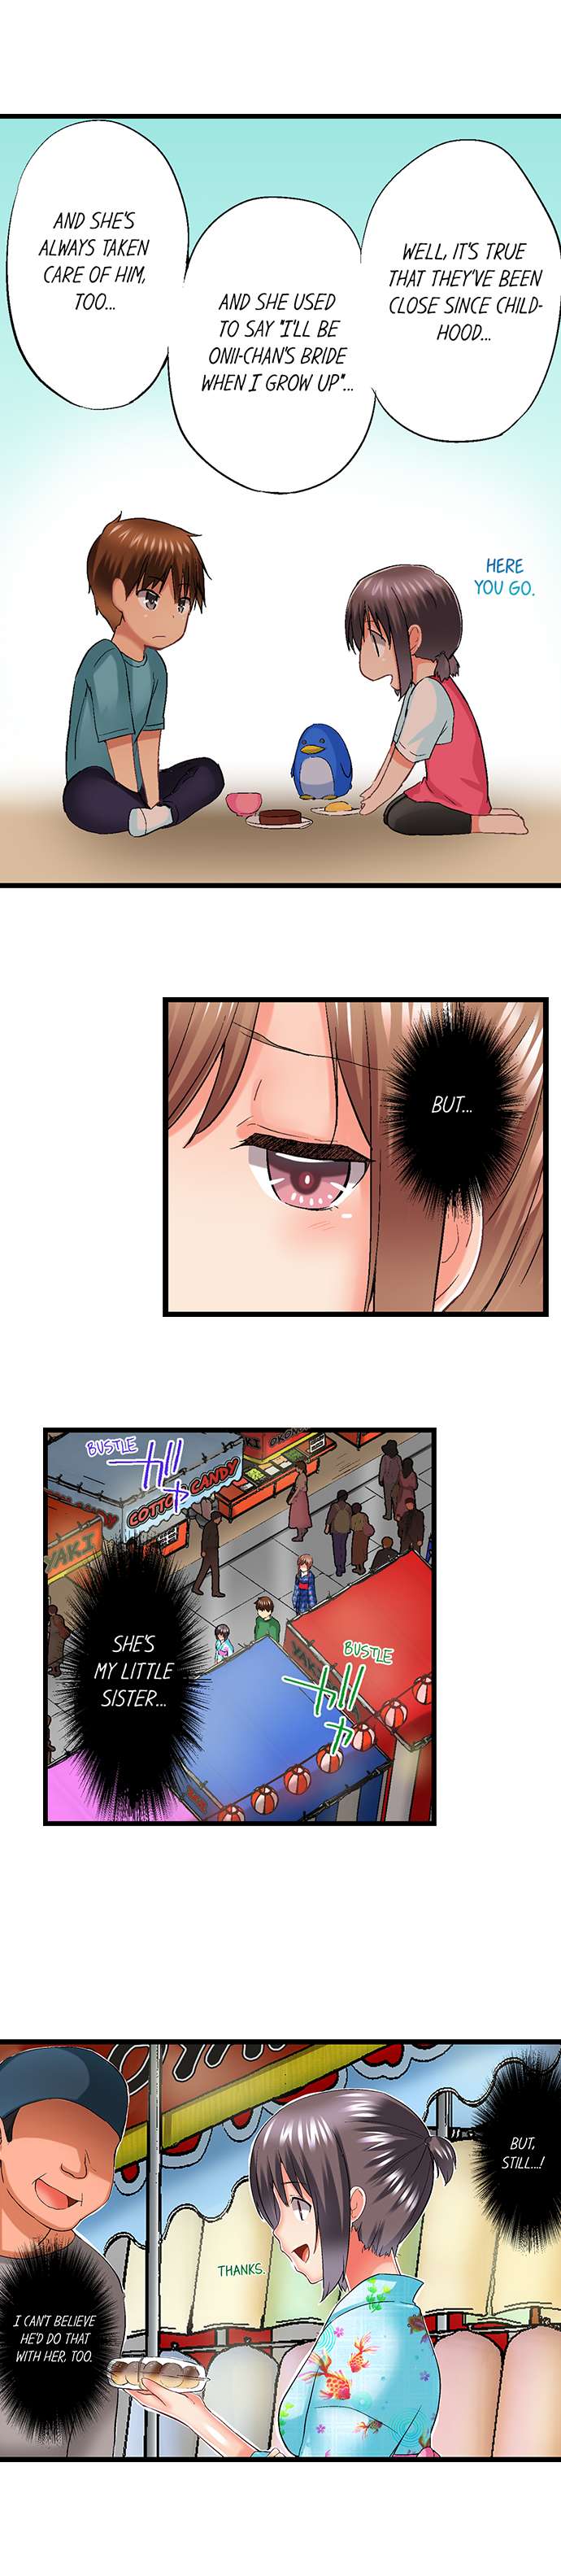 WELL, IT'S TRUE
THAT THEY'VE BEEN
CLOSE SINCE CHILD-
HOOD...
AND SHE USED
TO SAY "I'LL BE
ONII-CHAN'S BRIDE
WHEN I GROW UP"...
AND SHE'S
ALWAYS TAKEN
CARE OF HIM,
TOO...
HERE
YOU GO.
BUT...
BUSTLE
COTTON CANDY
YAKI
SHE'S
MY LITTLE
SISTER...
BUSTLE
BUT,
STILL...!
THANKS.
I CAN'T BELIEVE
HE'D DO THAT
WITH HER, TOO.